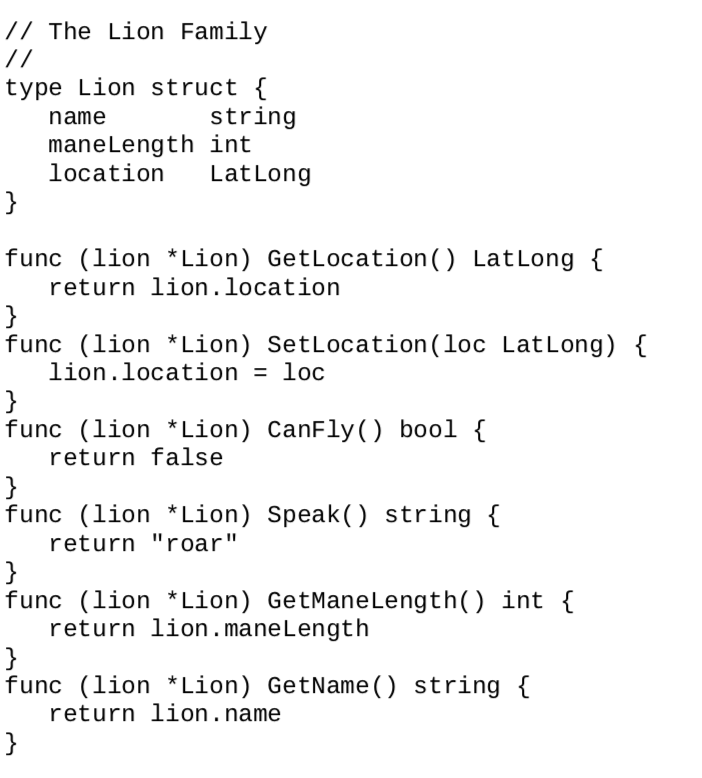 // The Lion Family
//
type Lion struct {
   name       string
   maneLength int
   location   LatLong
}

func (lion *Lion) GetLocation() LatLong {
   return lion.location
}
func (lion *Lion) SetLocation(loc LatLong) {
   lion.location = loc
}
func (lion *Lion) CanFly() bool {
   return false
}
func (lion *Lion) Speak() string {
   return "roar"
}
func (lion *Lion) GetManeLength() int {
   return lion.maneLength
}
func (lion *Lion) GetName() string {
   return lion.name
}